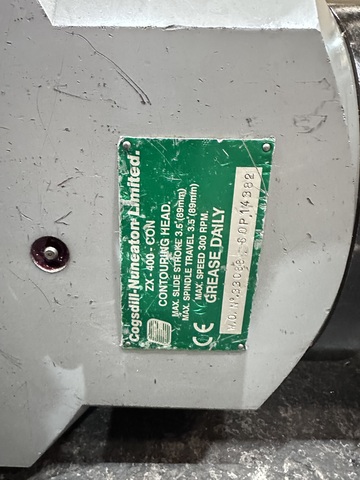 Cogsdill-Nuneaton Limited.
ZX-400-CON
CONTOURING HEAD.
MAX. SLIDE STROKE 3.5"(89mm)
MAX. SPINDLE TRAVEL 3.5"(89mm)
MAX. SPEED 300 RPM.
GREASE DAILY
CE